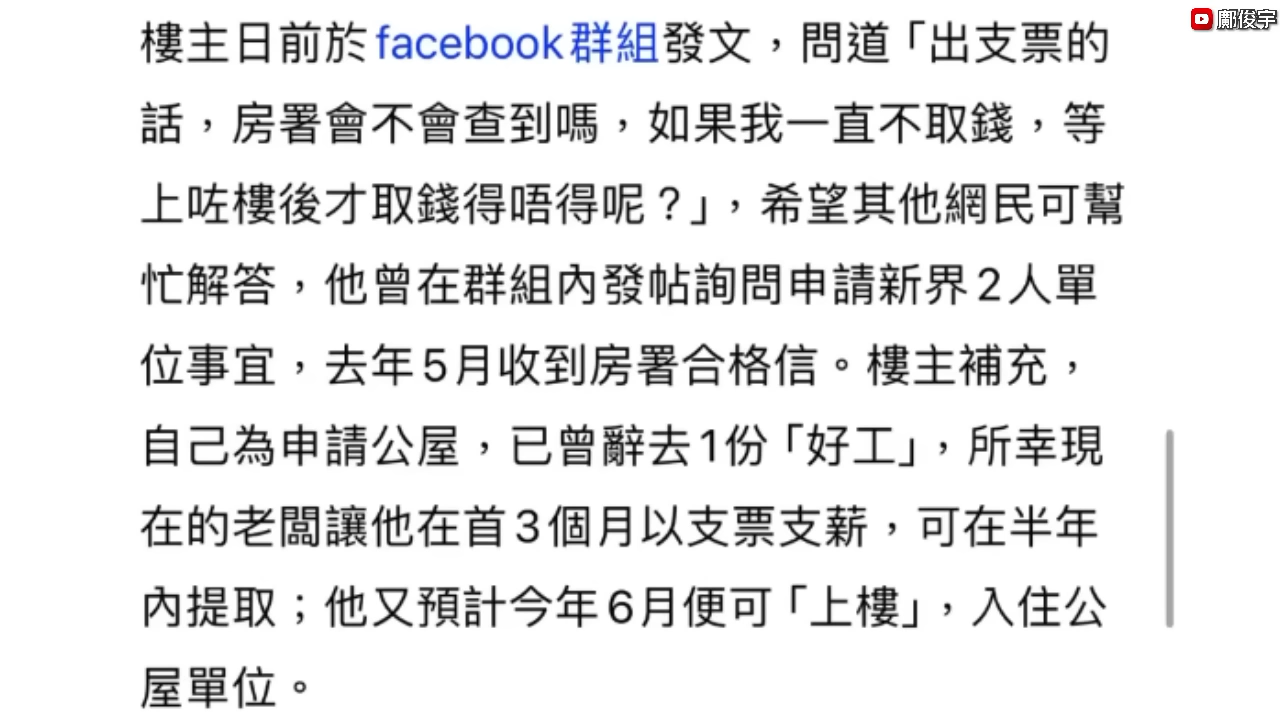 鄺俊宇
樓主日前於facebook群組發文，問道「出支票的
話，房署會不會查到嗎，如果我一直不取錢，等
上咗樓後才取錢得唔得呢？」，希望其他網民可幫
忙解答，他曾在群組內發帖詢問申請新界2人單
位事宜，去年5月收到房署合格信。樓主補充，
自己為申請公屋，已曾辭去1份「好工」，所幸現
在的老闆讓他在首3個月以支票支薪，可在半年
內提取；他又預計今年6月便可「上樓」，入住公
屋單位。